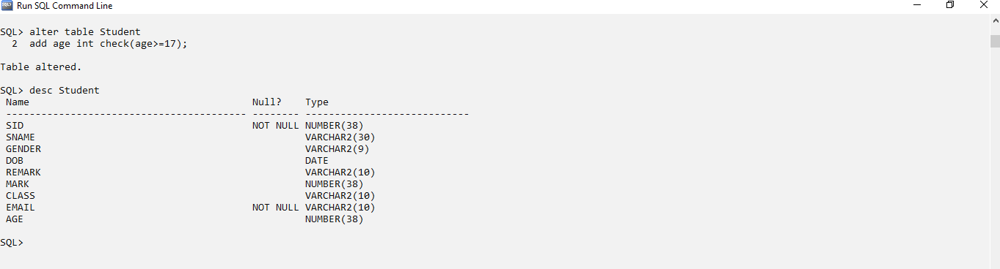 Run SQL Command Line
SQL> alter table Student
  2  add age int check(age>=17);
Table altered.
SQL> desc Student
 Name                                      Null?    Type
 ----------------------------------------- -------- ----------------------------
 SID                                       NOT NULL NUMBER(38)
 SNAME                                              VARCHAR2(30)
 GENDER                                             VARCHAR2(9)
 DOB                                                DATE
 REMARK                                             VARCHAR2(10)
 MARK                                               NUMBER(38)
 CLASS                                              VARCHAR2(10)
 EMAIL                                     NOT NULL VARCHAR2(10)
 AGE                                                NUMBER(38)
SQL>